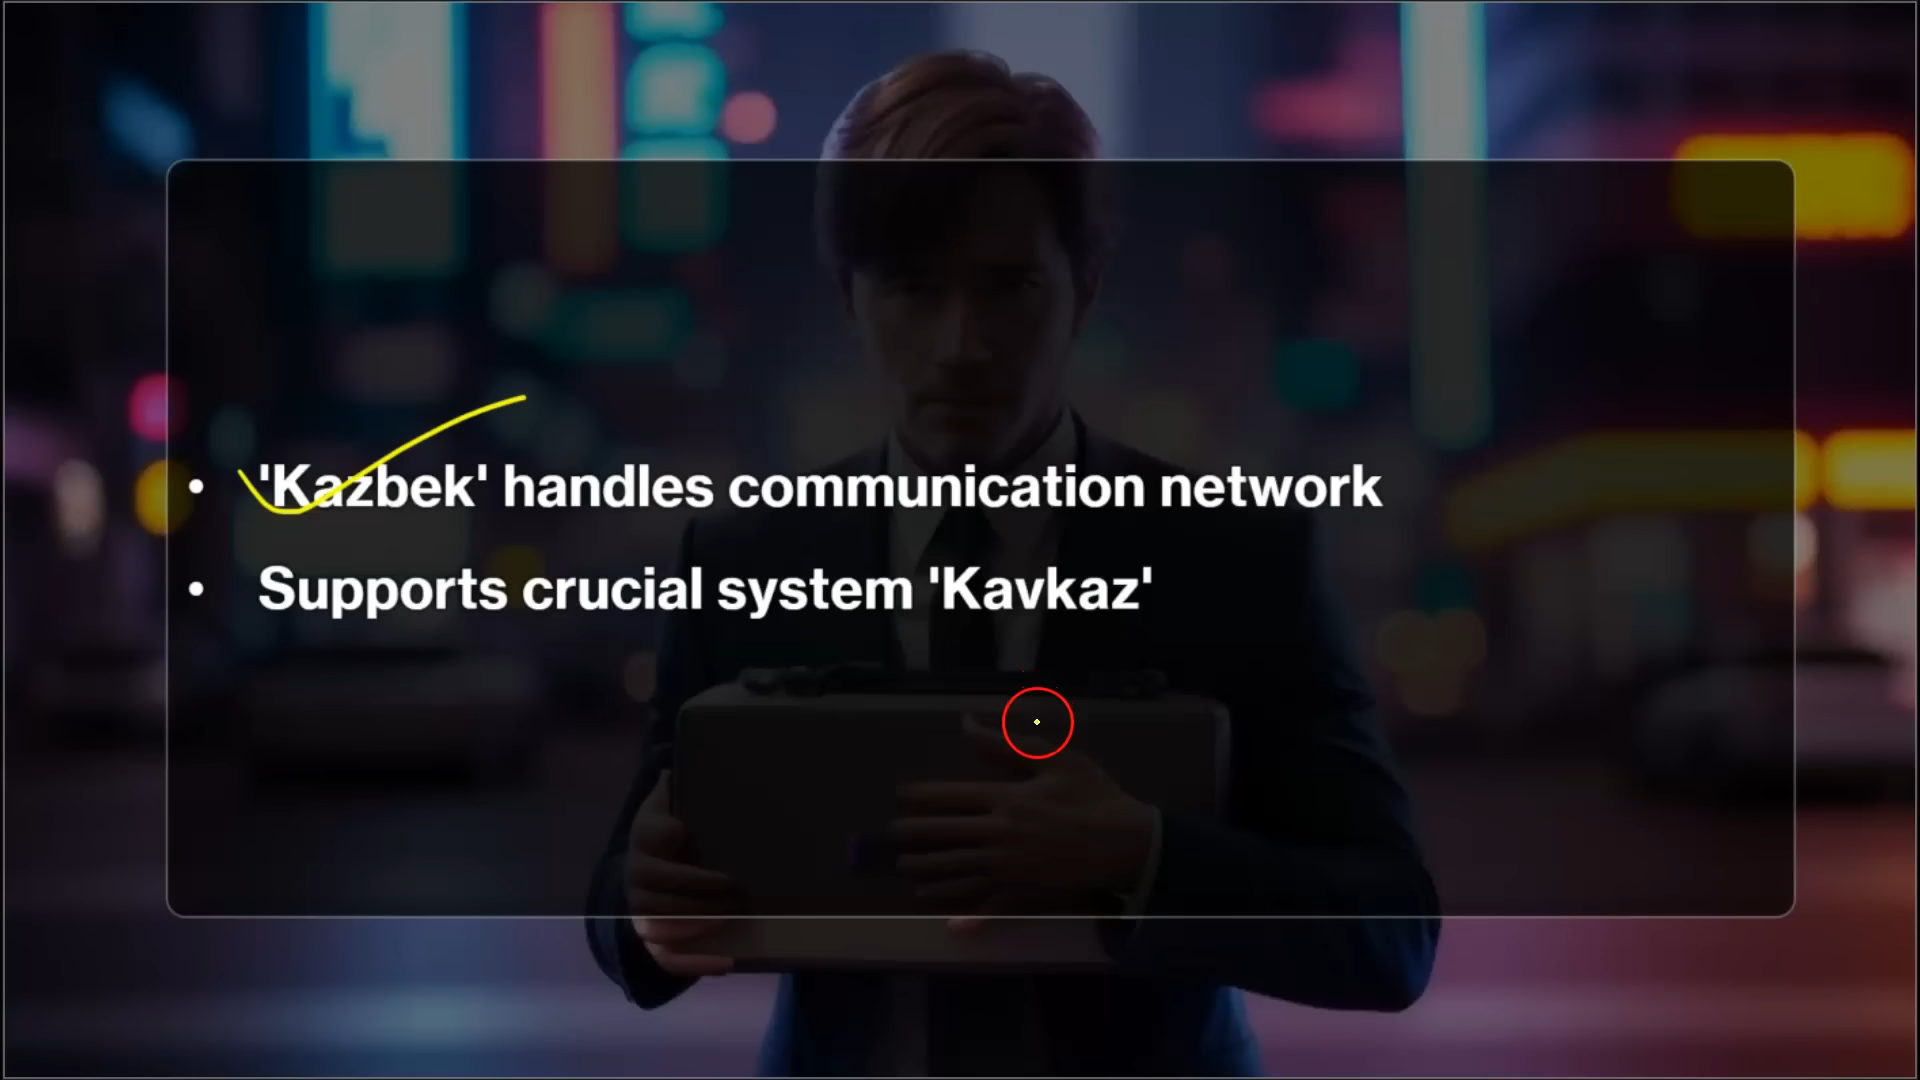 • 'Kazbek' handles communication network
• Supports crucial system 'Kavkaz'